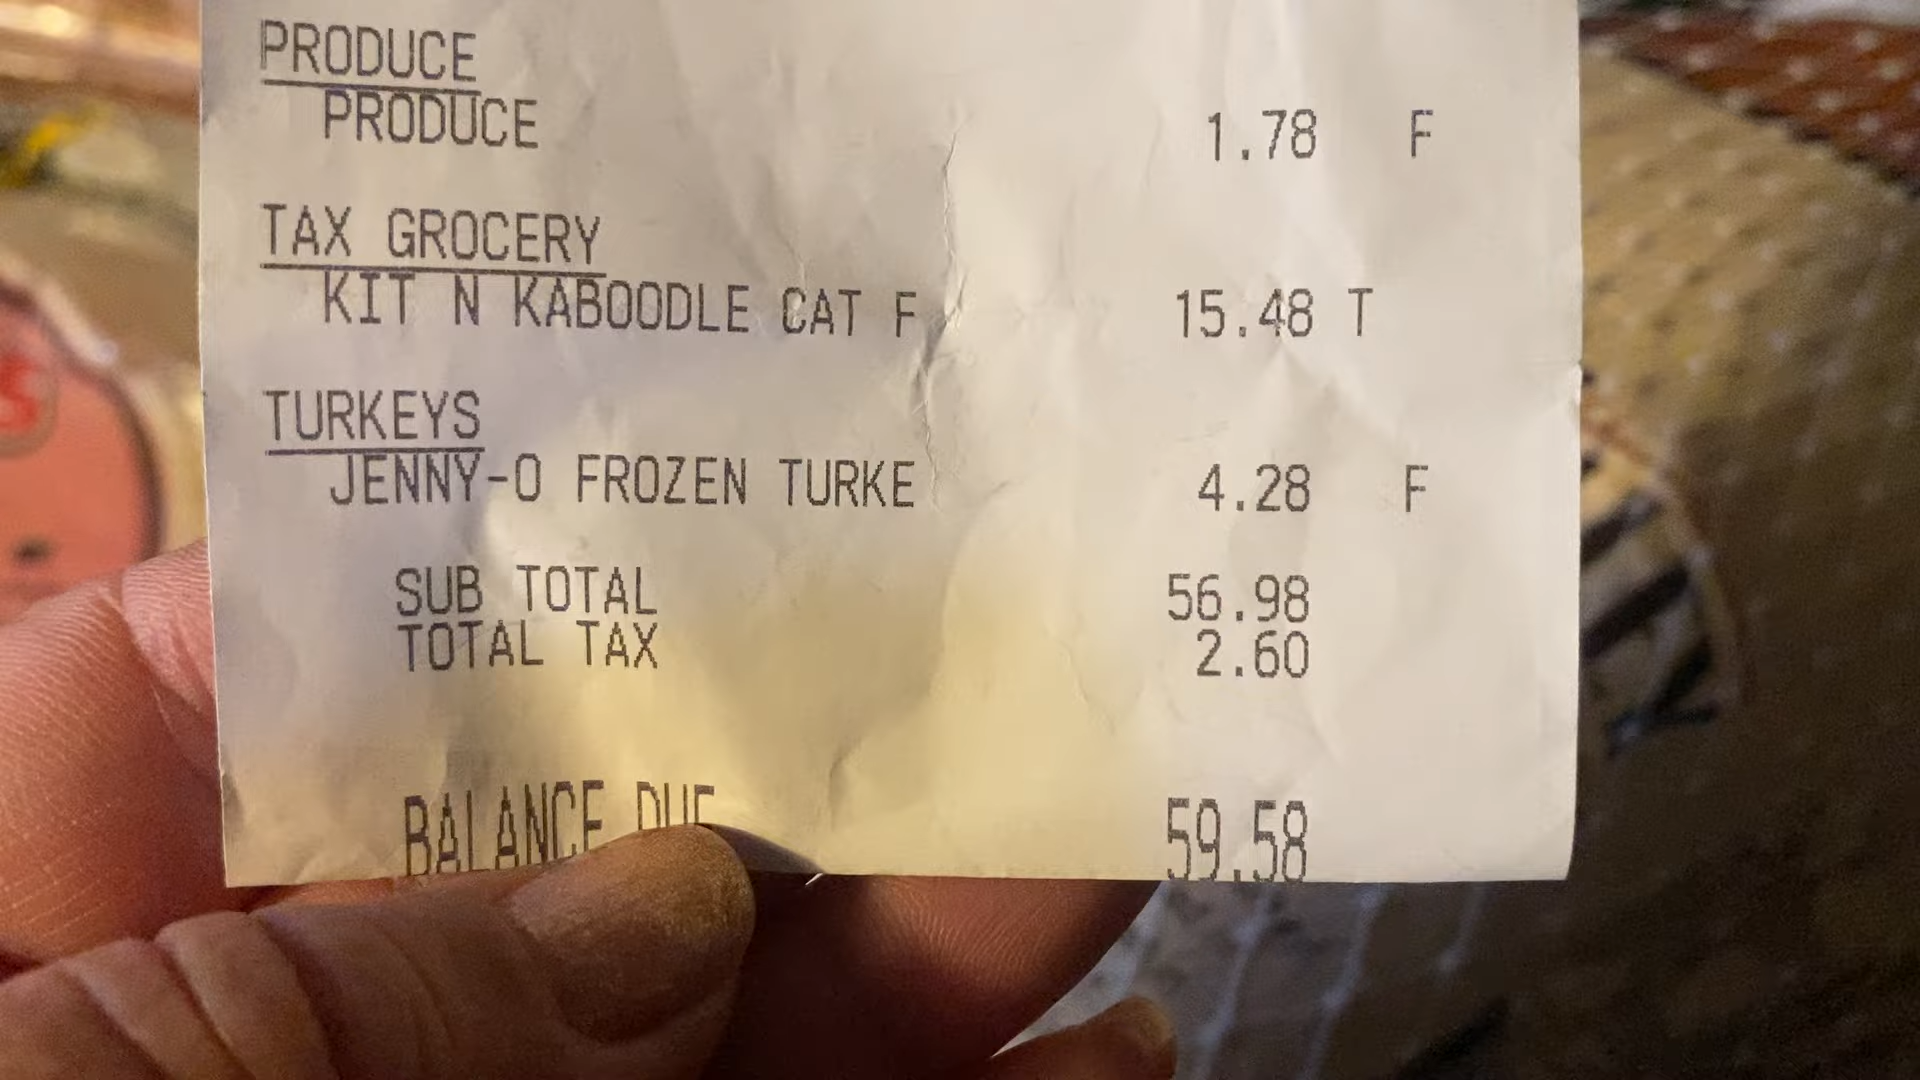 PRODUCE
PRODUCE 1.78 F
TAX GROCERY
KIT N KABOODLE CAT F 15.48 T
TURKEYS
JENNY-O FROZEN TURKE 4.28 F
SUB TOTAL 56.98
TOTAL TAX 2.60
BALANCE DUE 59.58